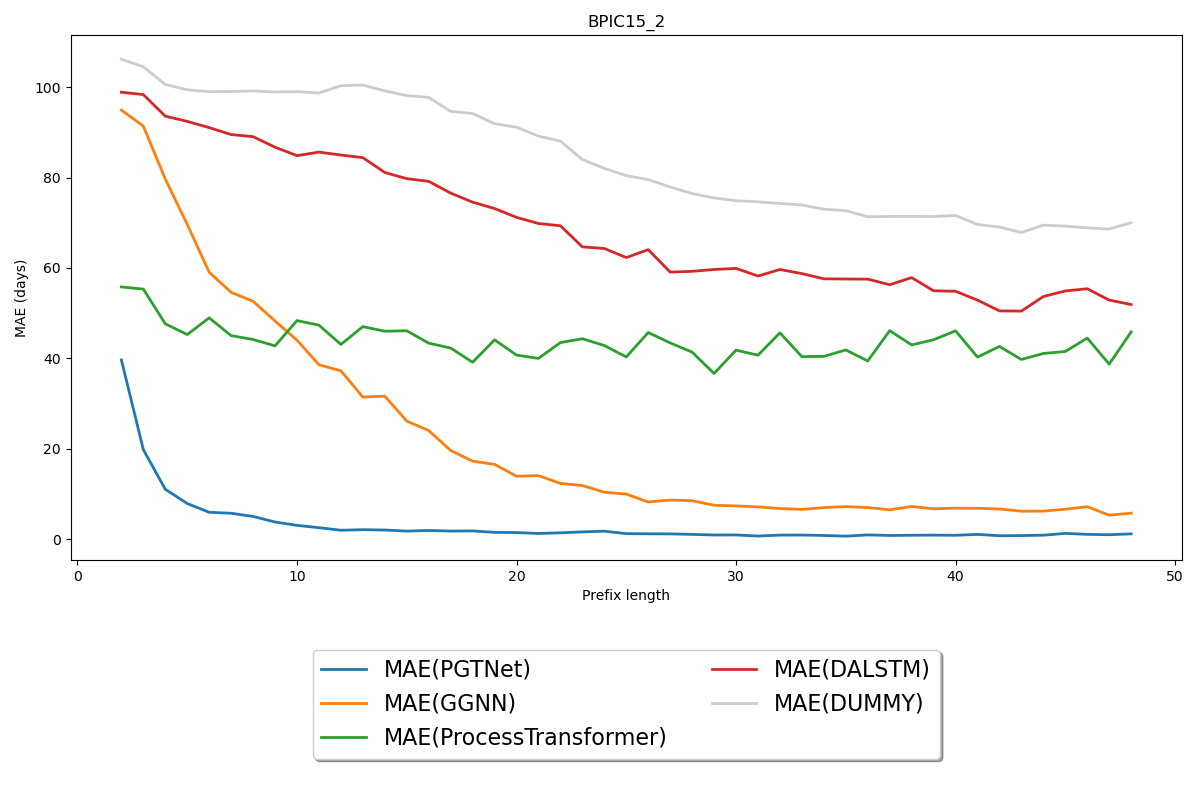 BPIC15_2
MAE (days)
100
80
60
40
20
0
0 10 20 30 40 50
Prefix length
MAE(PGTNet)
MAE(GGNN)
MAE(ProcessTransformer)
MAE(DALSTM)
MAE(DUMMY)